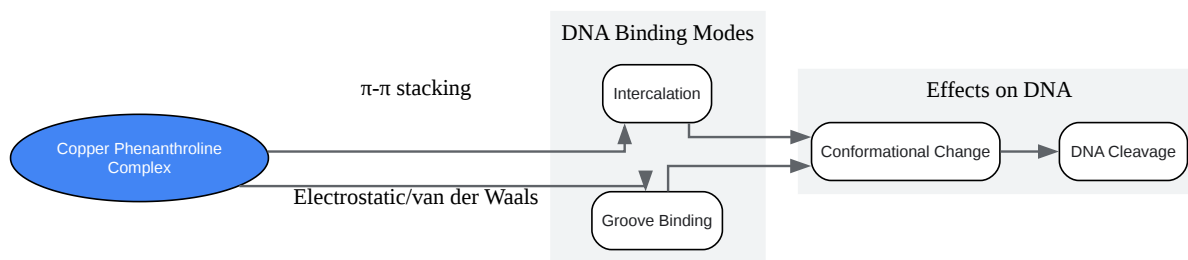 DNA Binding Modes
π-π stacking
Intercalation
Effects on DNA
Copper Phenanthroline
Complex
Conformational Change
DNA Cleavage
Electrostatic/van der Waals
Groove Binding